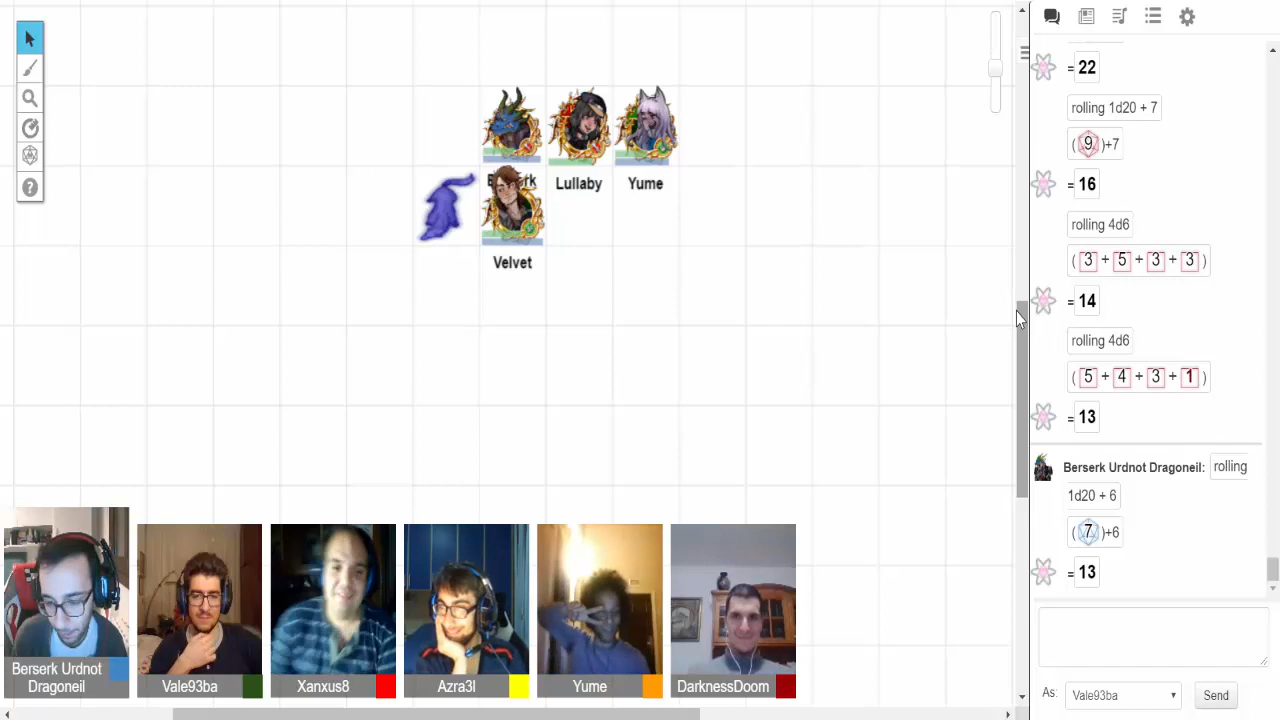 Lullaby
Yume
Velvet
= 22
rolling 1d20 + 7
( 9 )+7
= 16
rolling 4d6
( 3 + 5 + 3 + 3 )
= 14
rolling 4d6
( 5 + 4 + 3 + 1 )
= 13
Berserk Urdnot Dragoneil: rolling
1d20 + 6
( 7 )+6
= 13
Berserk Urdnot
Dragoneil
Vale93ba
Xanxus8
Azra3l
Yume
DarknessDoom
As:
Vale93ba
Send